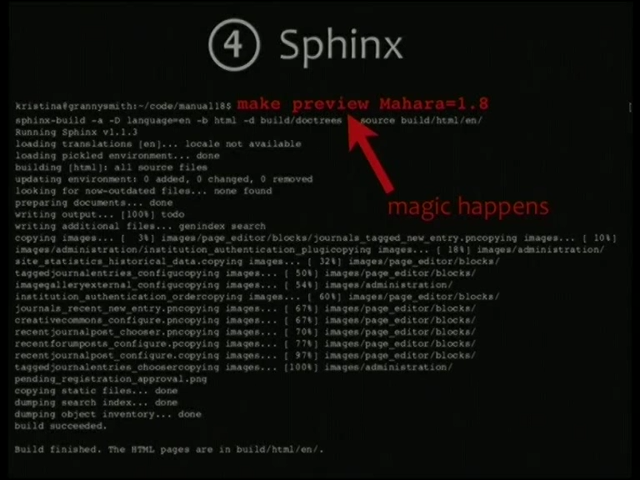 4 Sphinx
kristina@grannysmith:~/code/manual18$ make preview Mahara=1.8
sphinx-build -a -D language=en -b html -d build/doctrees source build/html/en/
Running Sphinx v1.1.3
loading translations [en]... locale not available
loading pickled environment... done
building [html]: all source files
updating environment: 0 added, 0 changed, 0 removed
looking for now-outdated files... none found
preparing documents... done
magic happens
writing output... [100%] todo
writing additional files... genindex search
copying images... [ 3%] images/page_editor/blocks/journals_tagged_new_entry.pncopying images... [ 10%]
images/administration/institution_authentication_plugicopying images... [ 18%] images/administration/
site_statistics_historical_data.copying images... [ 32%] images/page_editor/blocks/
taggedjournalentries_configucopying images... [ 50%] images/page_editor/blocks/
imagegalleryexternal_configucopying images... [ 54%] images/administration/
institution_authentication_ordercopying images... [ 60%] images/page_editor/blocks/
journals_recent_new_entry.pncopying images... [ 67%] images/page_editor/blocks/
creativecommons_configure.pncopying images... [ 67%] images/page_editor/blocks/
recentjournalpost_chooser.pncopying images... [ 70%] images/page_editor/blocks/
recentforumposts_configure.pcopying images... [ 77%] images/page_editor/blocks/
recentjournalpost_configure.copying images... [ 97%] images/page_editor/blocks/
taggedjournalentries_choosercopying images... [100%] images/administration/
pending_registration_approval.png
copying static files... done
dumping search index... done
dumping object inventory... done
build succeeded.
Build finished. The HTML pages are in build/html/en/.